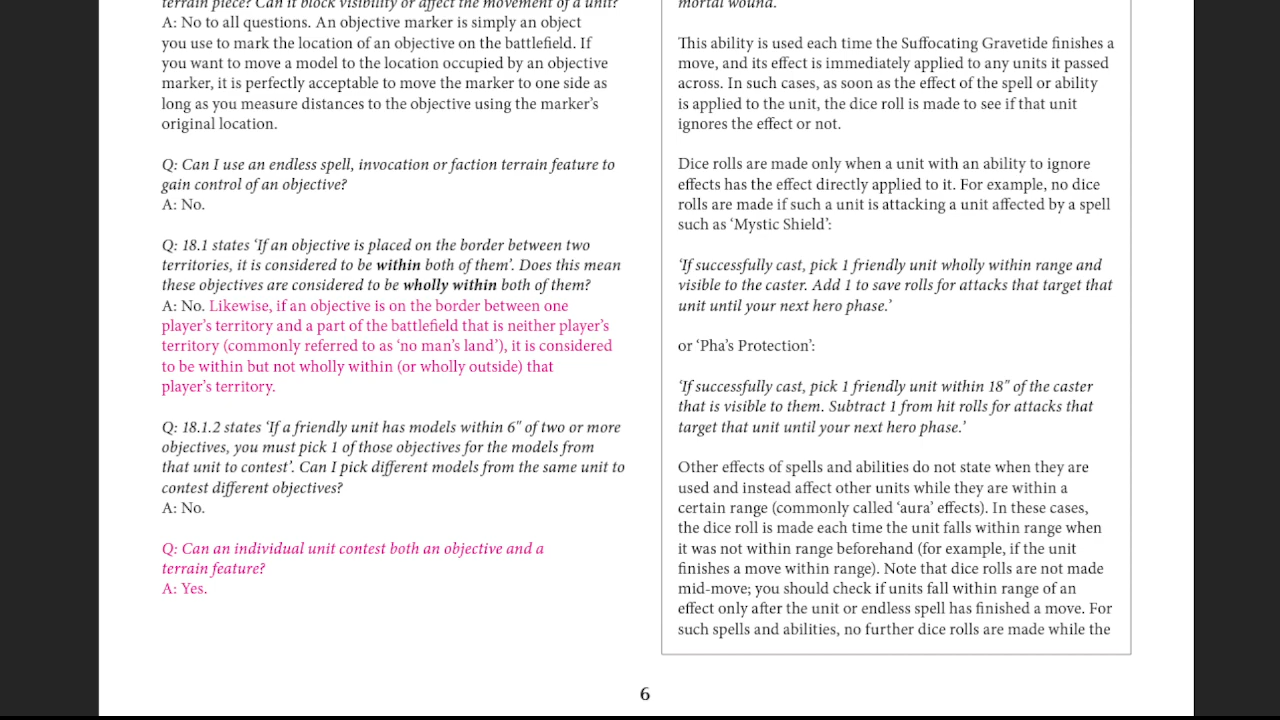 terrain piece? Can it block visibility or affect the movement of a unit?
A: No to all questions. An objective marker is simply an object
you use to mark the location of an objective on the battlefield. If
you want to move a model to the location occupied by an objective
marker, it is perfectly acceptable to move the marker to one side as
long as you measure distances to the objective using the marker’s
original location.
Q: Can I use an endless spell, invocation or faction terrain feature to
gain control of an objective?
A: No.
Q: 18.1 states ‘If an objective is placed on the border between two
territories, it is considered to be within both of them’. Does this mean
these objectives are considered to be wholly within both of them?
A: No. Likewise, if an objective is on the border between one
player’s territory and a part of the battlefield that is neither player’s
territory (commonly referred to as ‘no man’s land’), it is considered
to be within but not wholly within (or wholly outside) that
player’s territory.
Q: 18.1.2 states ‘If a friendly unit has models within 6" of two or more
objectives, you must pick 1 of those objectives for the models from
that unit to contest’. Can I pick different models from the same unit to
contest different objectives?
A: No.
Q: Can an individual unit contest both an objective and a
terrain feature?
A: Yes.
mortal wound.
This ability is used each time the Suffocating Gravetide finishes a
move, and its effect is immediately applied to any units it passed
across. In such cases, as soon as the effect of the spell or ability
is applied to the unit, the dice roll is made to see if that unit
ignores the effect or not.
Dice rolls are made only when a unit with an ability to ignore
effects has the effect directly applied to it. For example, no dice
rolls are made if such a unit is attacking a unit affected by a spell
such as ‘Mystic Shield’:
‘If successfully cast, pick 1 friendly unit wholly within range and
visible to the caster. Add 1 to save rolls for attacks that target that
unit until your next hero phase.’
or ‘Pha’s Protection’:
‘If successfully cast, pick 1 friendly unit within 18" of the caster
that is visible to them. Subtract 1 from hit rolls for attacks that
target that unit until your next hero phase.’
Other effects of spells and abilities do not state when they are
used and instead affect other units while they are within a
certain range (commonly called ‘aura’ effects). In these cases,
the dice roll is made each time the unit falls within range when
it was not within range beforehand (for example, if the unit
finishes a move within range). Note that dice rolls are not made
mid-move; you should check if units fall within range of an
effect only after the unit or endless spell has finished a move. For
such spells and abilities, no further dice rolls are made while the
6